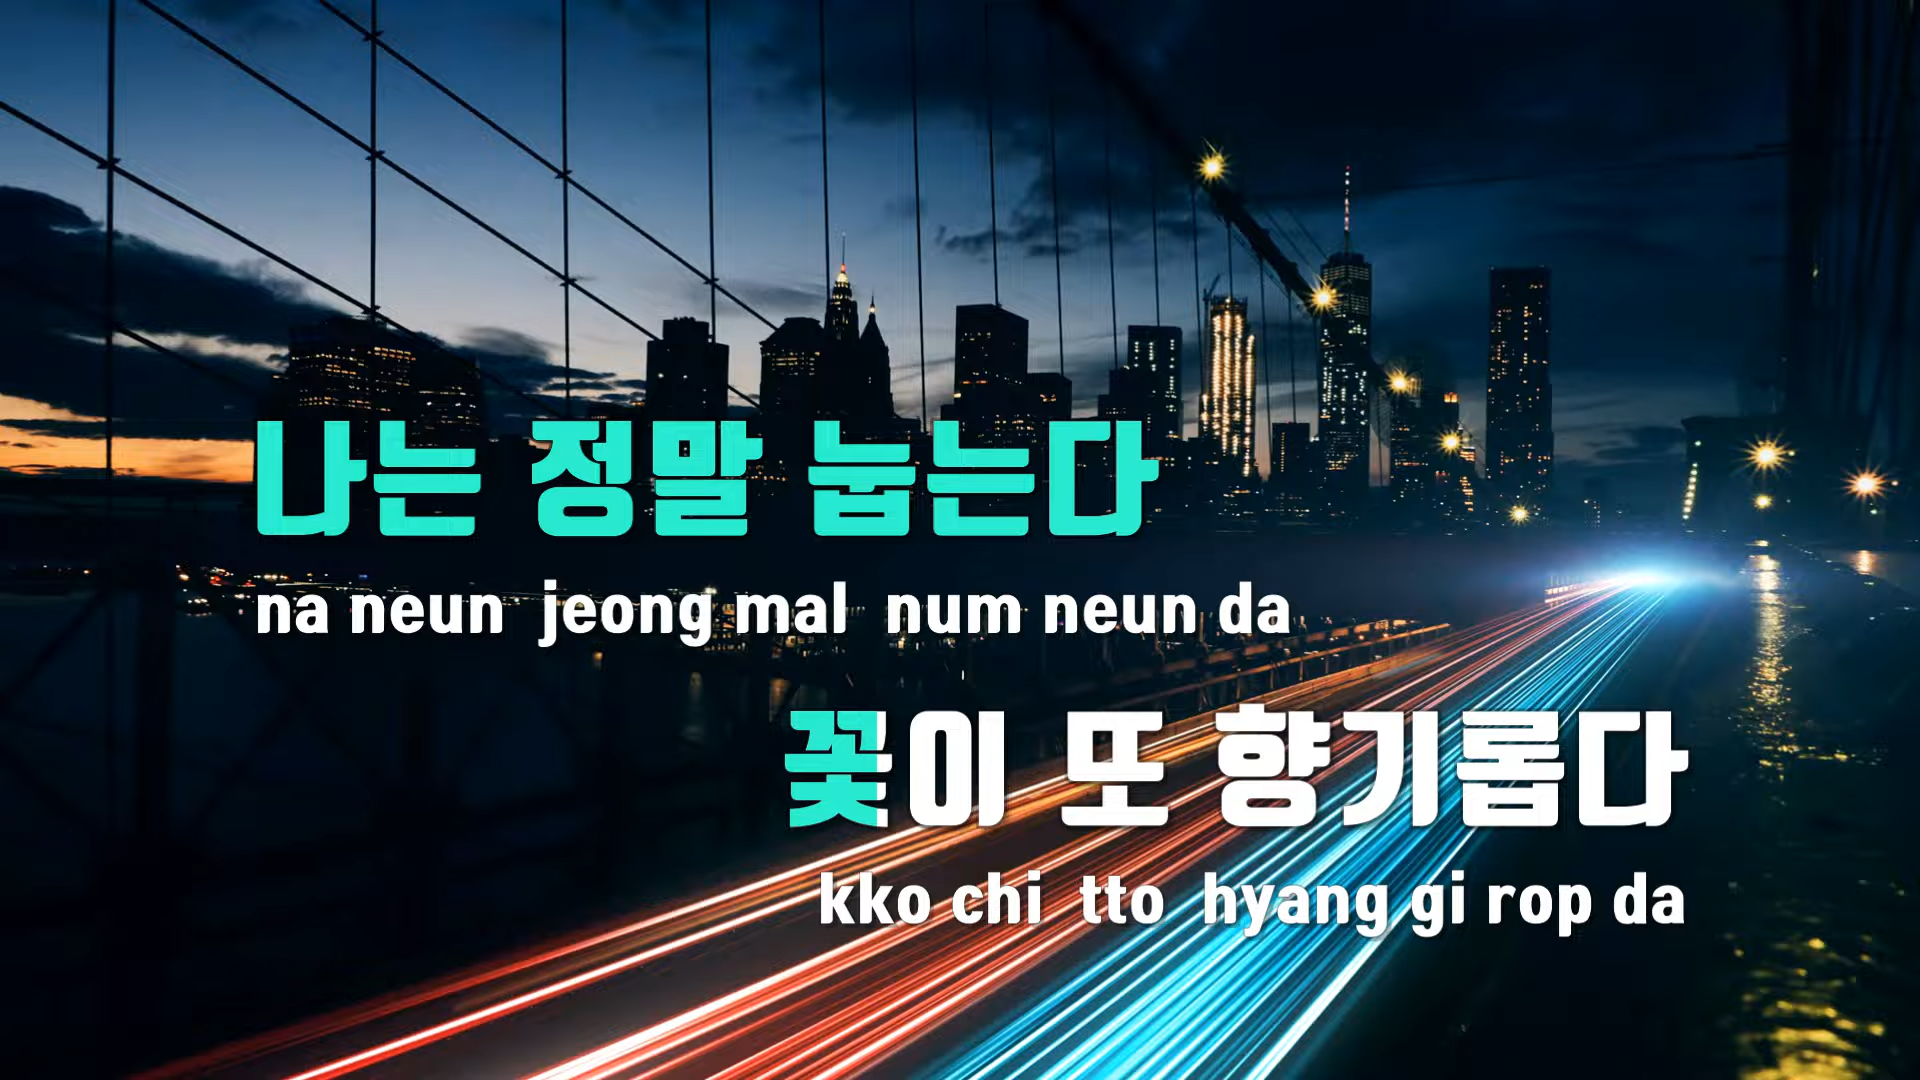 나는 정말 눕는다
na neun jeong mal num neun da
꽃이 또 향기롭다
kko chi tto hyang gi rop da